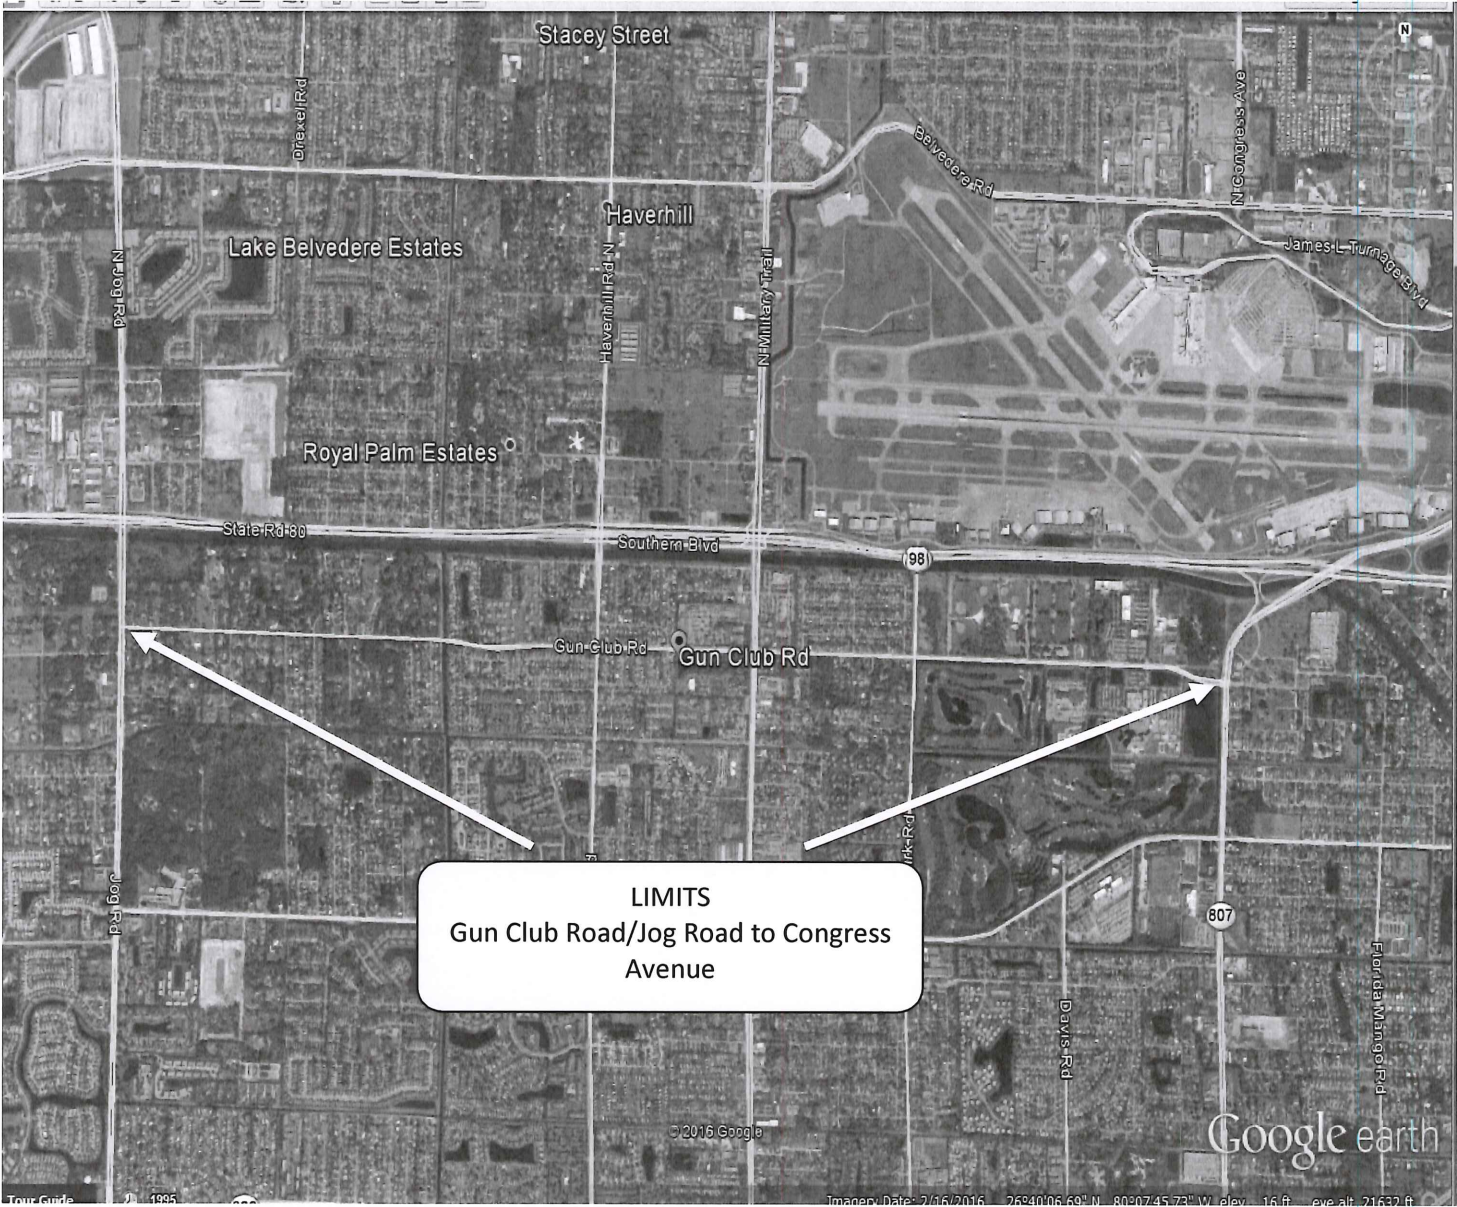 Stacey Street
N
Drexel Rd
N Congress Ave
Belvedere Rd
Haverhill
Lake Belvedere Estates
James L Turnage Blvd
N Jog Rd
Haverhill Rd N
N Military Trail
Royal Palm Estates
State Rd 80
Southern Blvd
98
Gun Club Rd
Gun Club Rd
rk Rd
LIMITS
Gun Club Road/Jog Road to Congress
Avenue
Jog Rd
807
Florida Mango Rd
Davis Rd
© 2016 Google
Google earth
Tour Guide
1995
Imagery Date: 2/16/2016 26°40'06.69" N 80°07'45.73" W elev 16 ft eye alt 21632 ft